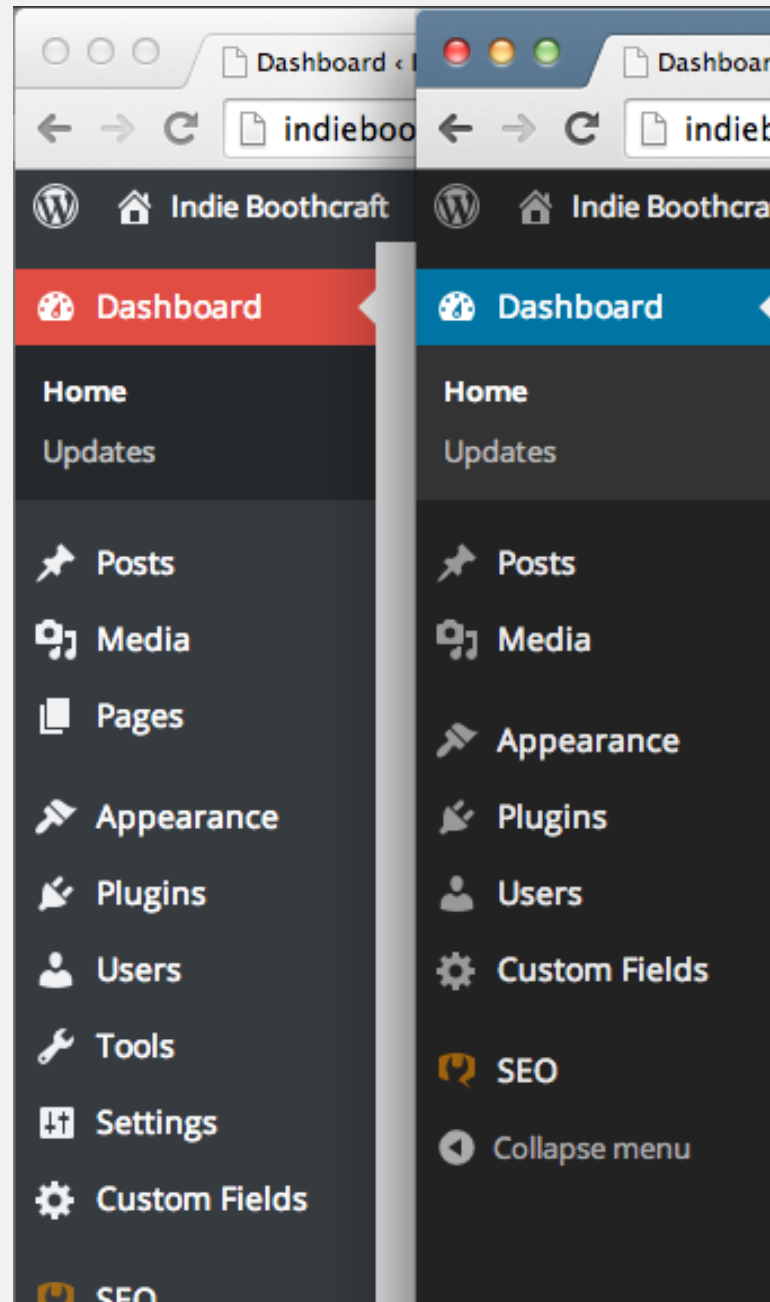 Dashboard ‹
indieboo
Indie Boothcraft
Dashboard
Home
Updates
Posts
Media
Pages
Appearance
Plugins
Users
Tools
Settings
Custom Fields
SEO
Dashboar
indieb
Indie Boothcra
Dashboard
Home
Updates
Posts
Media
Appearance
Plugins
Users
Custom Fields
SEO
Collapse menu